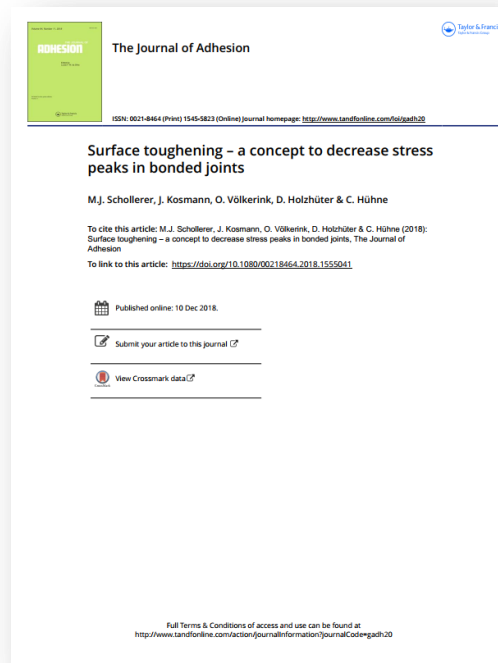 ADHESION
The Journal of Adhesion
Taylor & Franci
ISSN: 0021-8464 (Print) 1545-5823 (Online) Journal homepage: http://www.tandfonline.com/loi/gadh20
Surface toughening – a concept to decrease stress
peaks in bonded joints
M.J. Schollerer, J. Kosmann, O. Völkerink, D. Holzhüter & C. Hühne
To cite this article: M.J. Schollerer, J. Kosmann, O. Völkerink, D. Holzhüter & C. Hühne (2018):
Surface toughening – a concept to decrease stress peaks in bonded joints, The Journal of
Adhesion
To link to this article: https://doi.org/10.1080/00218464.2018.1555041
Published online: 10 Dec 2018.
Submit your article to this journal
View Crossmark data
Full Terms & Conditions of access and use can be found at
http://www.tandfonline.com/action/journalInformation?journalCode=gadh20